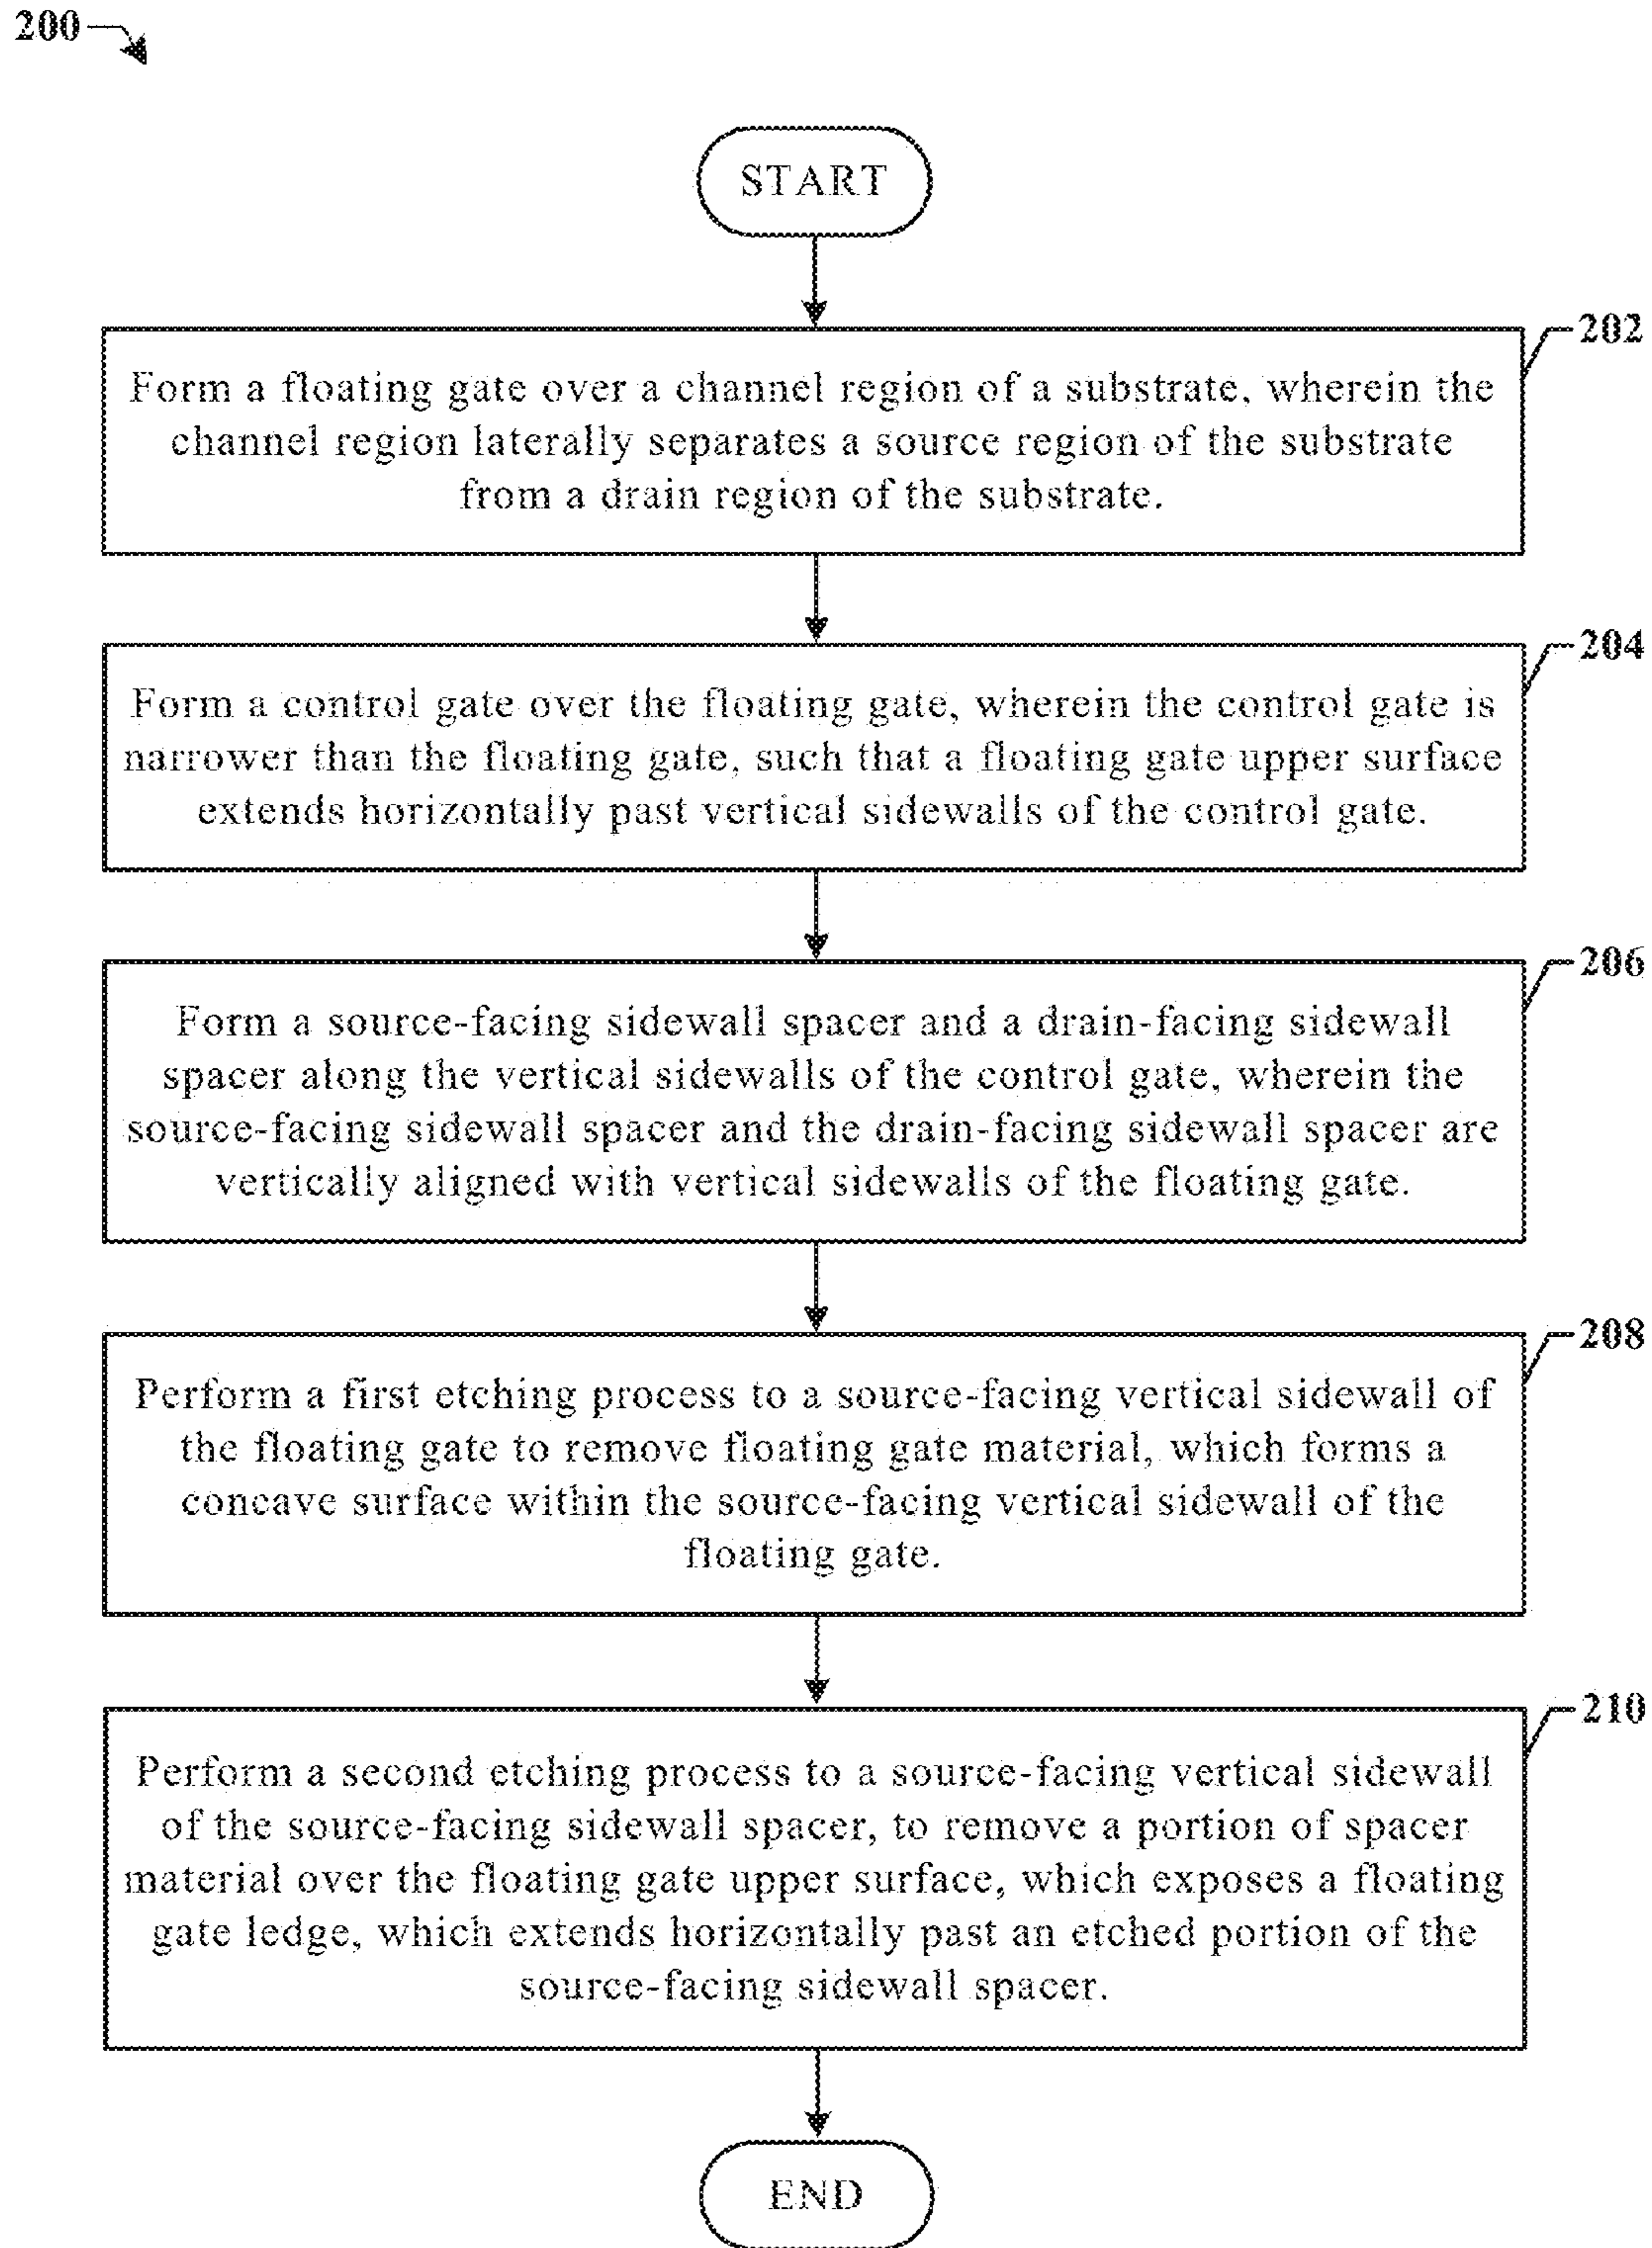 200
START
202
Form a floating gate over a channel region of a substrate, wherein the
channel region laterally separates a source region of the substrate
from a drain region of the substrate.
204
Form a control gate over the floating gate, wherein the control gate is
narrower than the floating gate, such that a floating gate upper surface
extends horizontally past vertical sidewalls of the control gate.
206
Form a source-facing sidewall spacer and a drain-facing sidewall
spacer along the vertical sidewalls of the control gate, wherein the
source-facing sidewall spacer and the drain-facing sidewall spacer are
vertically aligned with vertical sidewalls of the floating gate.
208
Perform a first etching process to a source-facing vertical sidewall of
the floating gate to remove floating gate material, which forms a
concave surface within the source-facing vertical sidewall of the
floating gate.
210
Perform a second etching process to a source-facing vertical sidewall
of the source-facing sidewall spacer, to remove a portion of spacer
material over the floating gate upper surface, which exposes a floating
gate ledge, which extends horizontally past an etched portion of the
source-facing sidewall spacer.
END